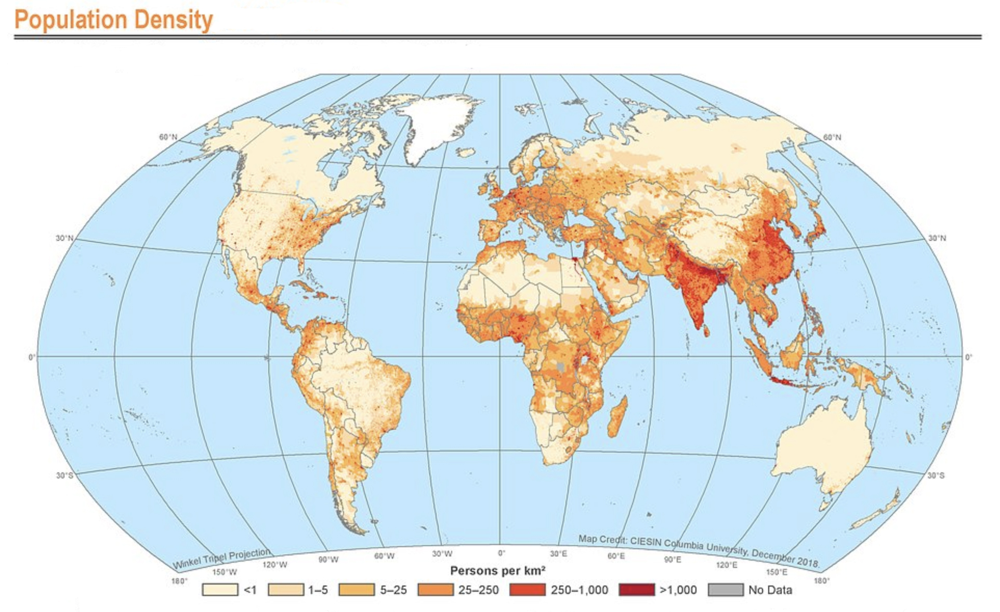 Population Density
60°N
60°N
30°N
30°N
0°
0°
30°S
30°S
Winkel Tripel Projection
Map Credit: CIESIN Columbia University, December 2018.
180°
150°W
120°W
90°W
60°W
30°W
0°
30°E
60°E
90°E
120°E
150°E
180°
Persons per km²
<1
1–5
5–25
25–250
250–1,000
>1,000
No Data